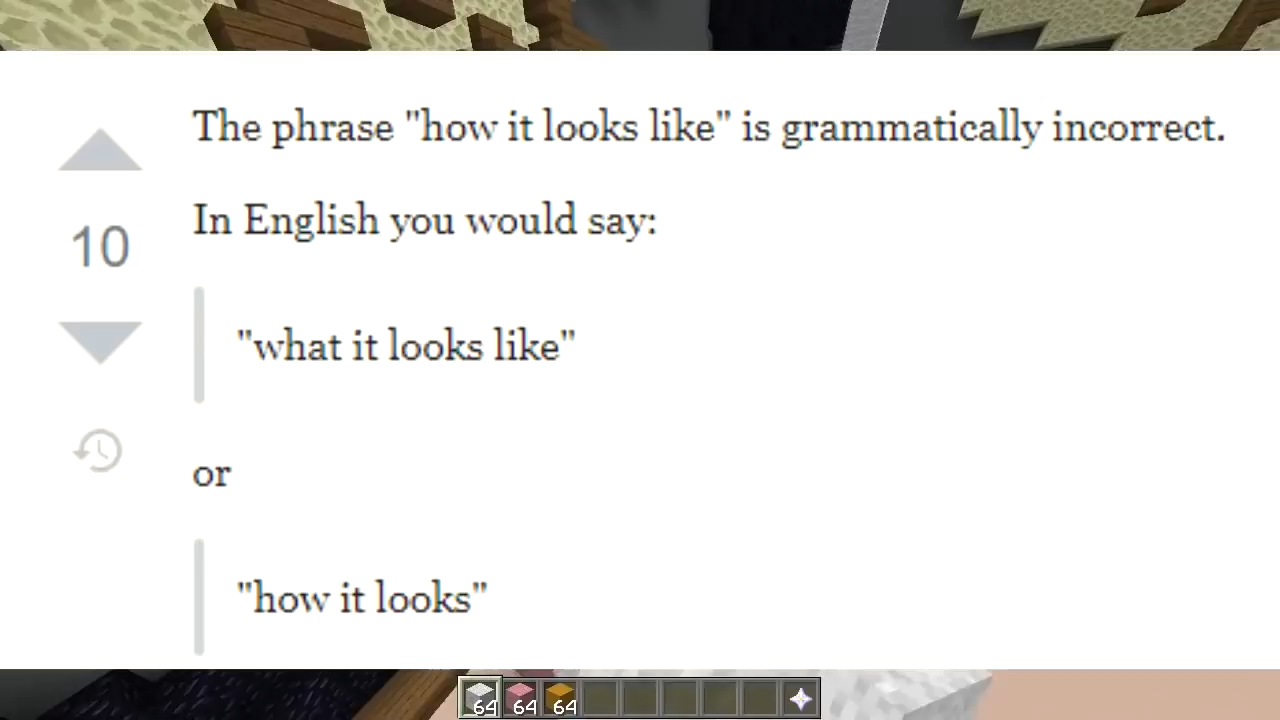 The phrase "how it looks like" is grammatically incorrect.
In English you would say:
10
"what it looks like"
or
"how it looks"
64 64 64